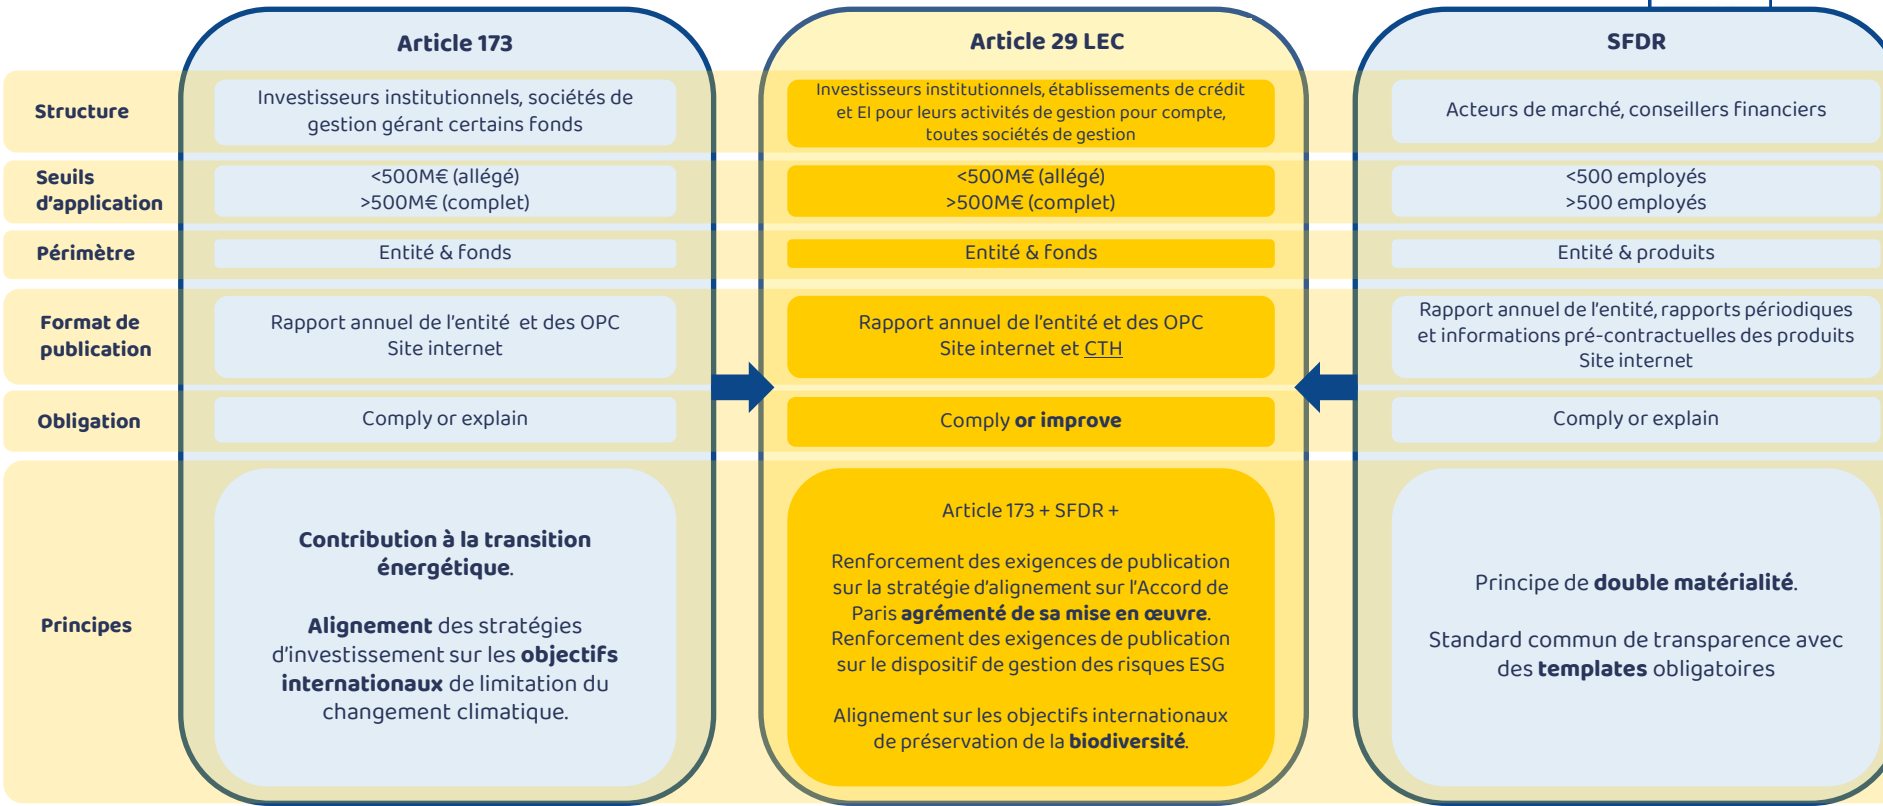 Article 173
Article 29 LEC
SFDR
Structure
Investisseurs institutionnels, sociétés de
gestion gérant certains fonds
Investisseurs institutionnels, établissements de crédit
et EI pour leurs activités de gestion pour compte,
toutes sociétés de gestion
Acteurs de marché, conseillers financiers
Seuils
d'application
<500M€ (allégé)
>500M€ (complet)
<500M€ (allégé)
>500M€ (complet)
<500 employés
>500 employés
Périmètre
Entité & fonds
Entité & fonds
Entité & produits
Format de
publication
Rapport annuel de l'entité et des OPC
Site internet
Rapport annuel de l'entité et des OPC
Site internet et CTH
Rapport annuel de l'entité, rapports périodiques
et informations pré-contractuelles des produits
Site internet
Obligation
Comply or explain
Comply or improve
Comply or explain
Principes
Contribution à la transition
énergétique.
Alignement des stratégies
d'investissement sur les objectifs
internationaux de limitation du
changement climatique.
Article 173 + SFDR +
Renforcement des exigences de publication
sur la stratégie d'alignement sur l'Accord de
Paris agrémenté de sa mise en œuvre.
Renforcement des exigences de publication
sur le dispositif de gestion des risques ESG
Alignement sur les objectifs internationaux
de préservation de la biodiversité.
Principe de double matérialité.
Standard commun de transparence avec
des templates obligatoires